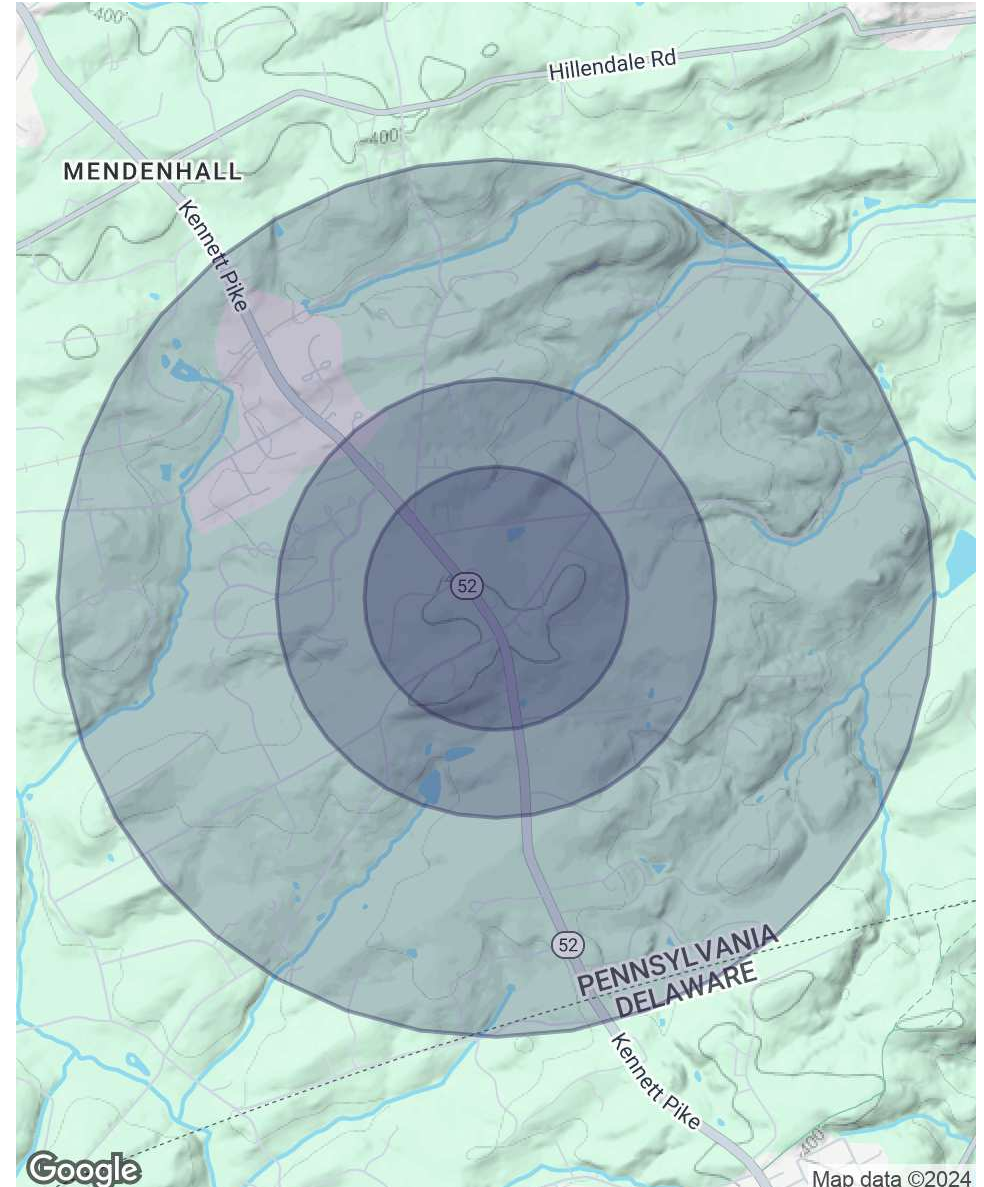 400'
Hillendale Rd
400'
MENDENHALL
Kennett Pike
52
52
PENNSYLVANIA
DELAWARE
Kennett Pike
400'
Google
Map data ©2024